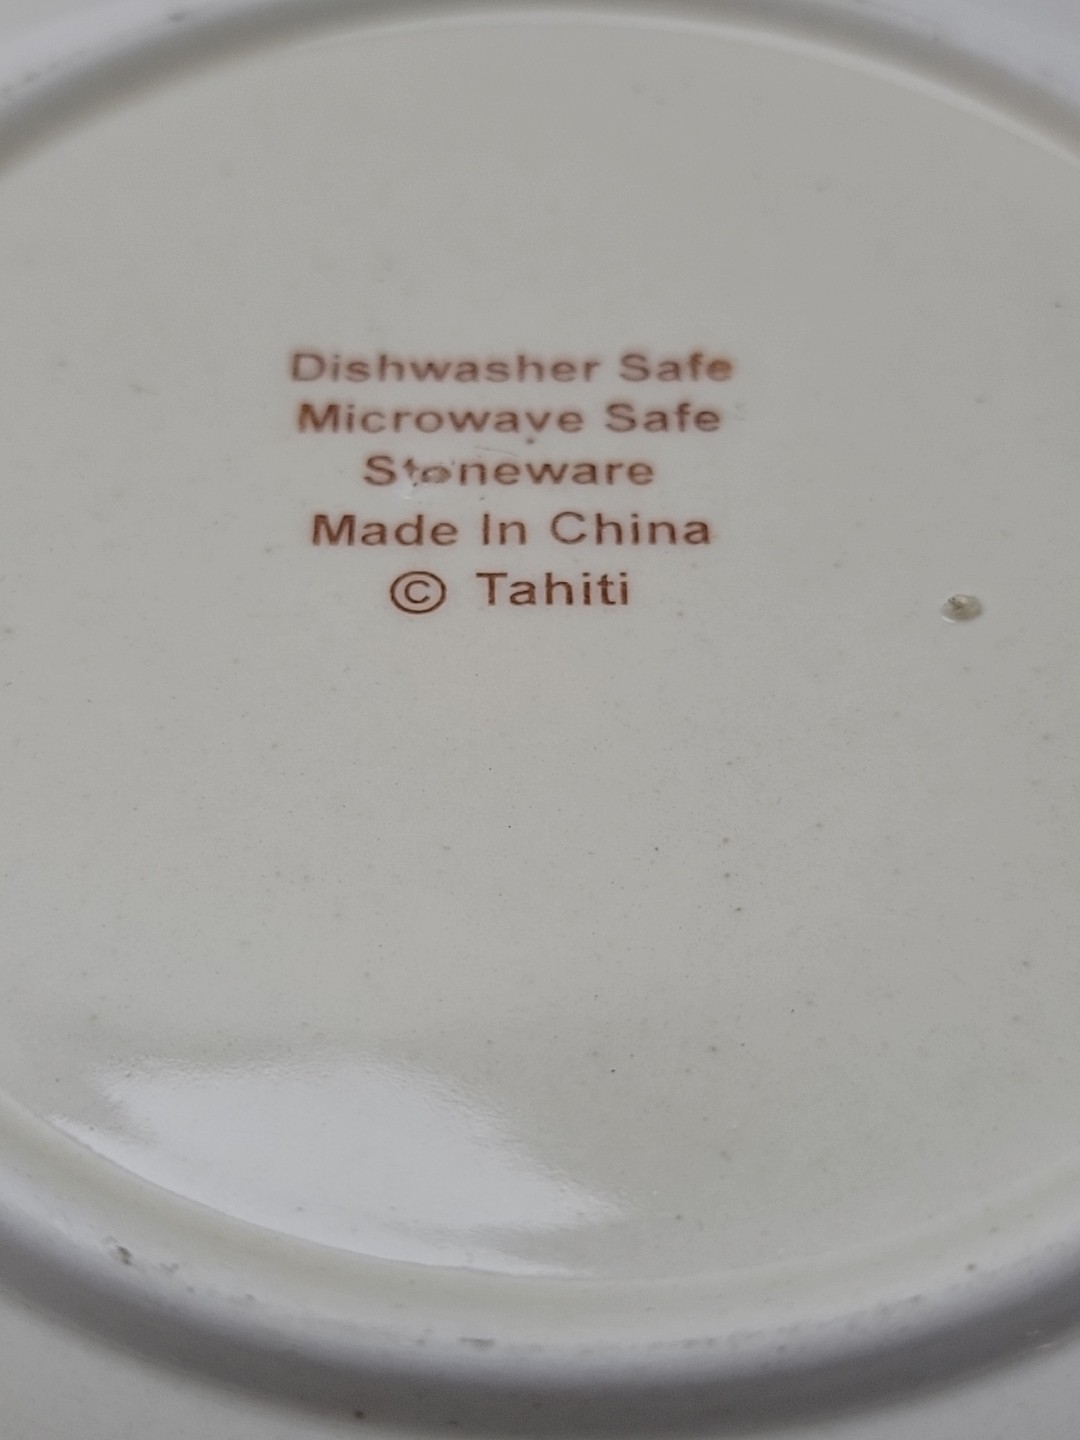 Dishwasher Safe
Microwave Safe
Stoneware
Made In China
© Tahiti